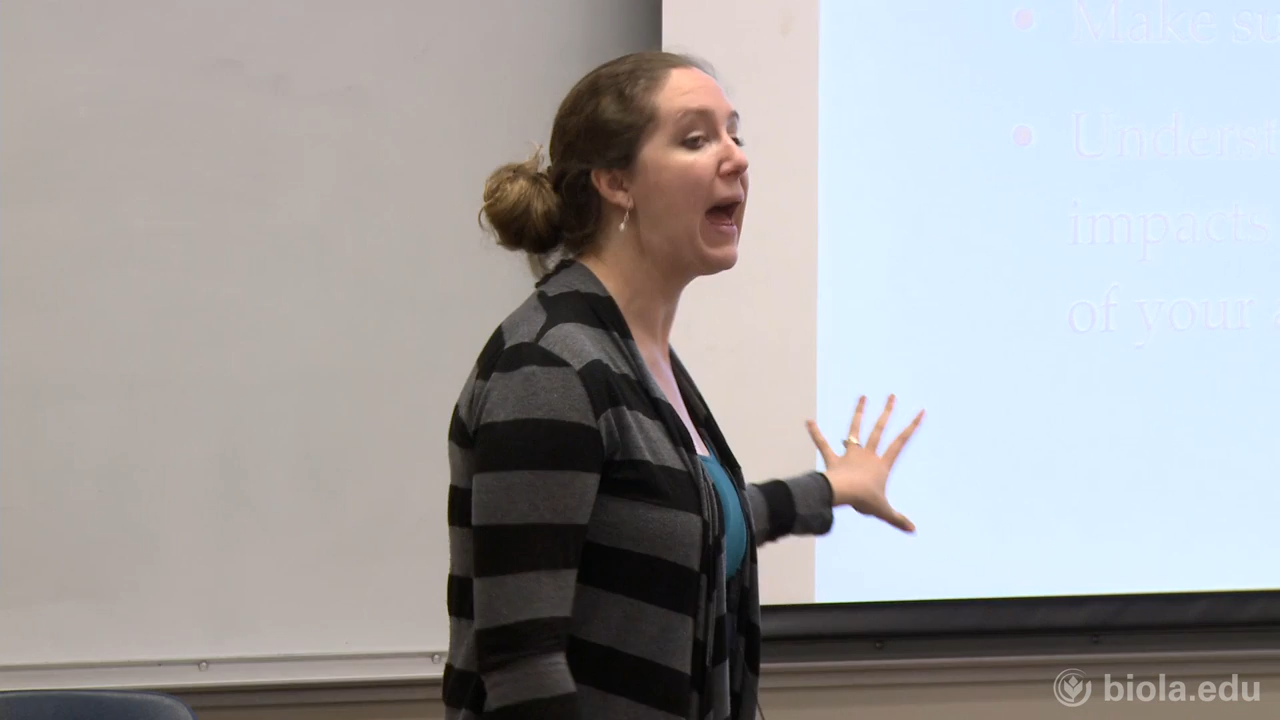 • Make su
• Underst
impacts
of your a
biola.edu